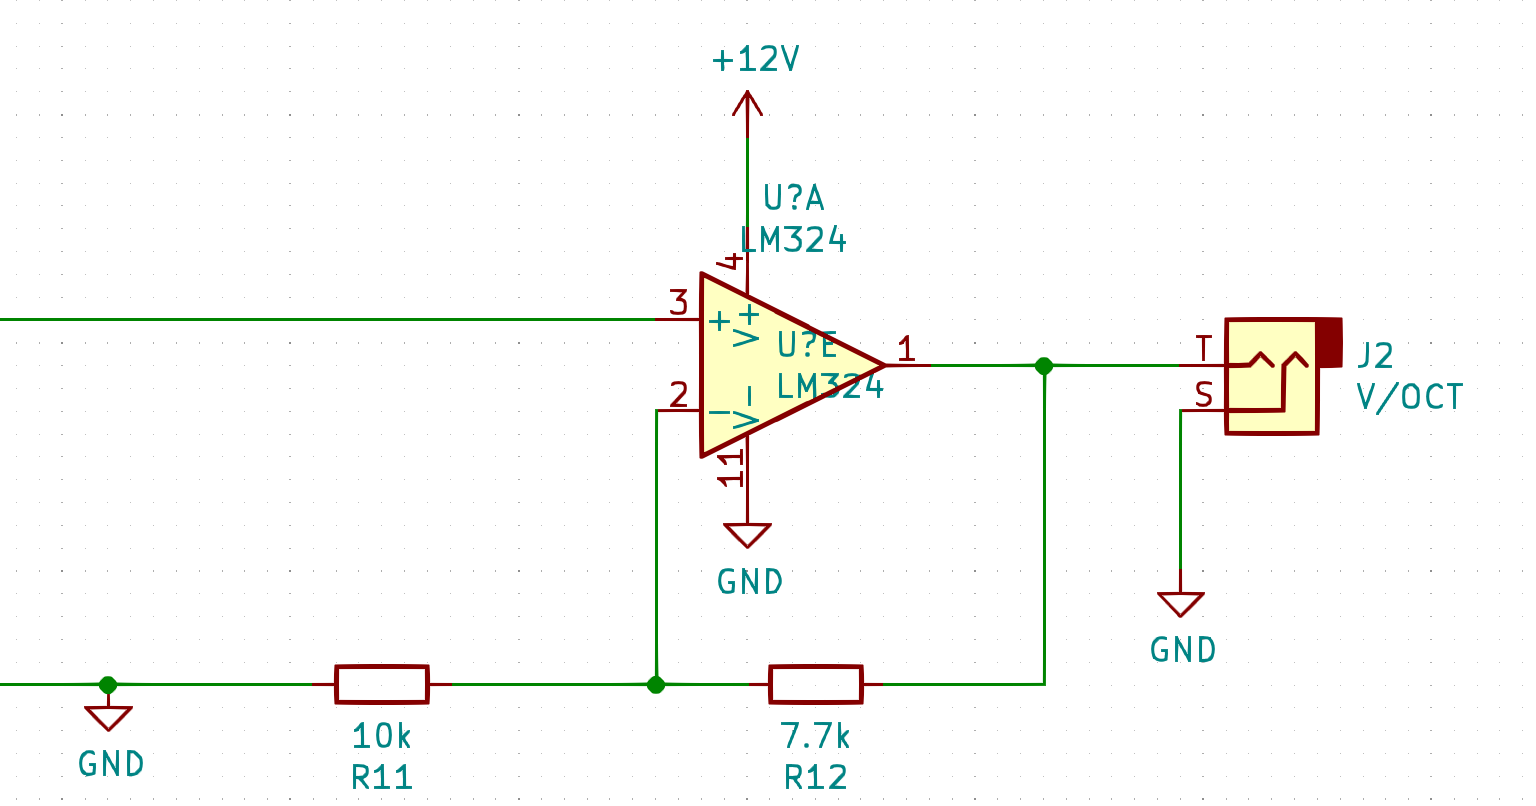 +12V
U?A
LM324
4
3
+
V+
U?E
LM324
1
2
-
V-
11
GND
T
S
J2
V/OCT
GND
GND
10k
R11
7.7k
R12